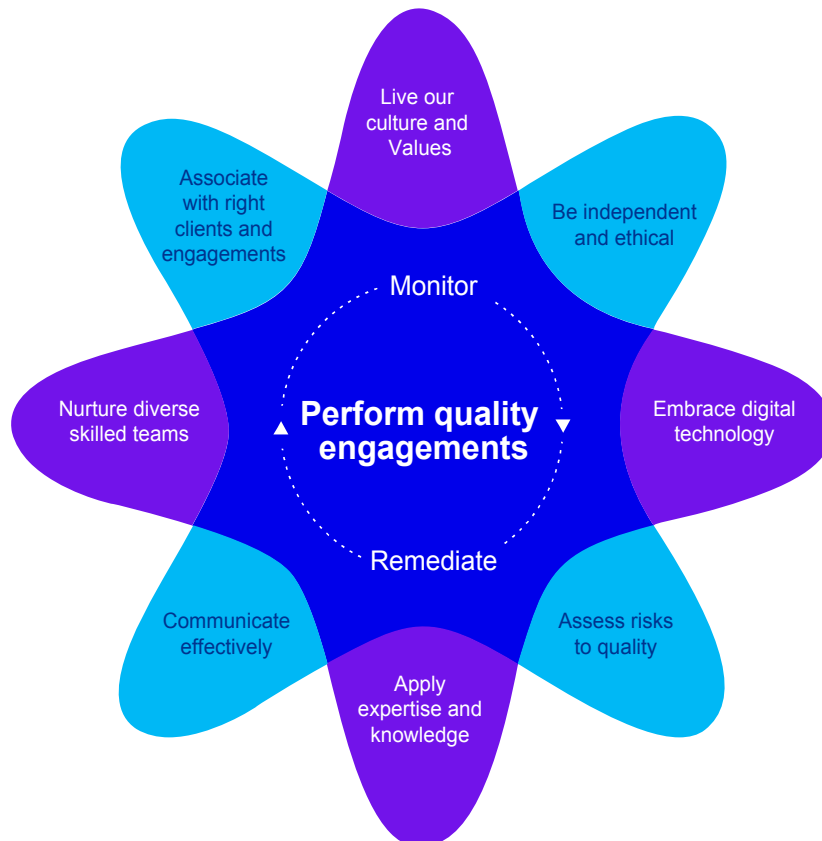 Live our
culture and
Values
Be independent
and ethical
Embrace digital
technology
Assess risks
to quality
Apply
expertise and
knowledge
Communicate
effectively
Nurture diverse
skilled teams
Associate
with right
clients and
engagements
Monitor
Perform quality
engagements
Remediate